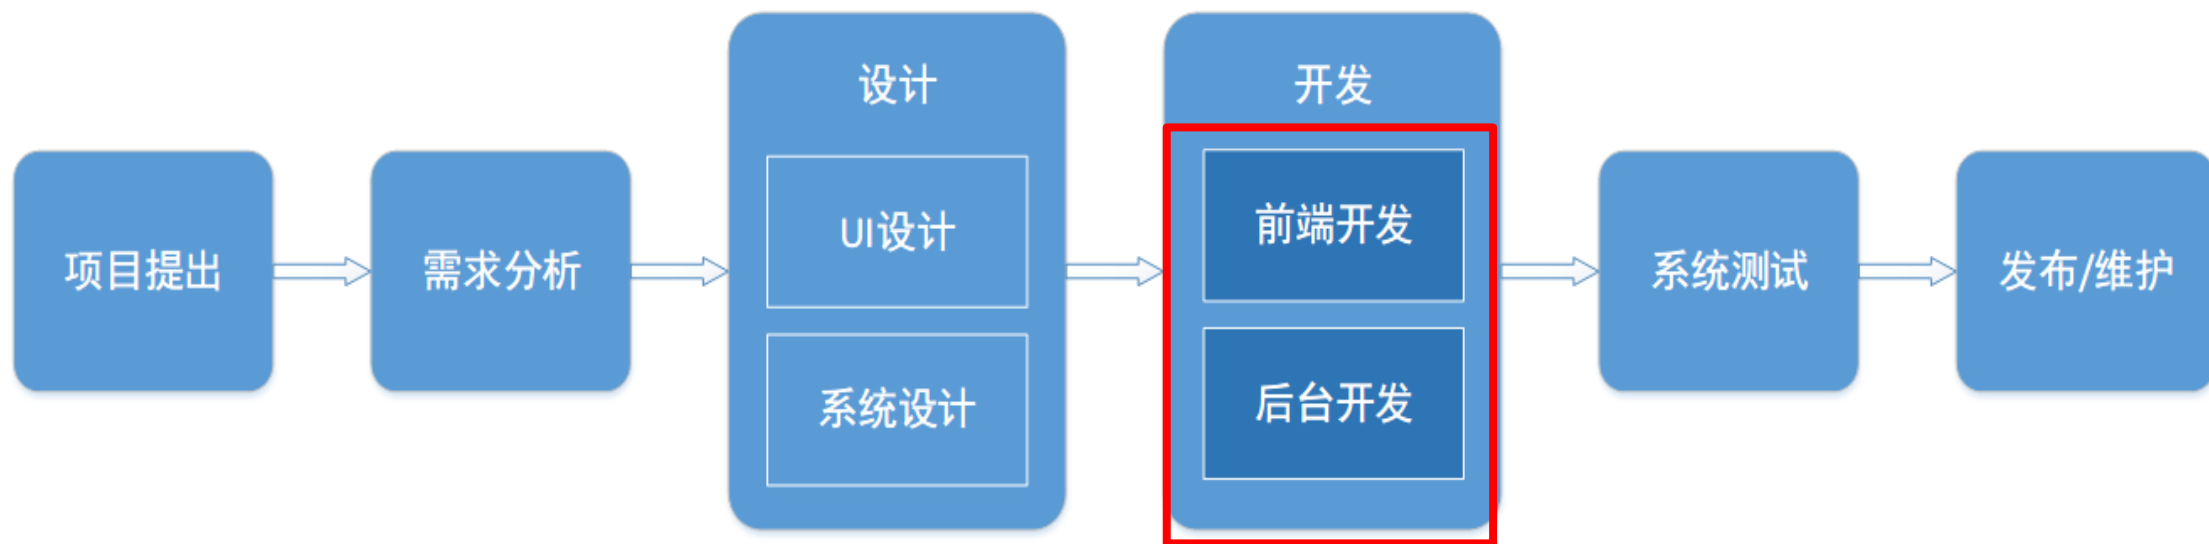 项目提出
需求分析
设计
UI设计
系统设计
开发
前端开发
后台开发
系统测试
发布/维护